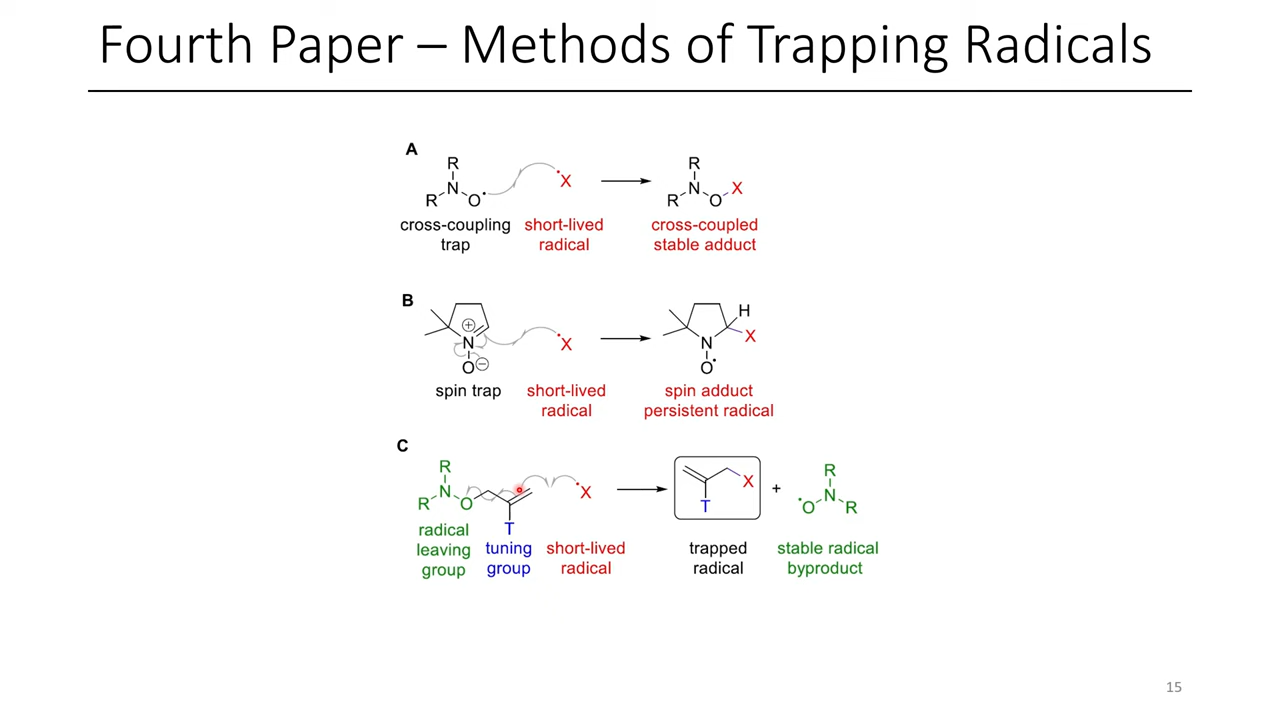 Fourth Paper – Methods of Trapping Radicals
A
R
N
R
O
X
R
N
R
O
X
cross-coupling
trap
short-lived
radical
cross-coupled
stable adduct
B
N
O
X
H
X
N
O
spin trap
short-lived
radical
spin adduct
persistent radical
C
R
N
R
O
T
X
X
T
+
R
N
O
R
radical
leaving
group
tuning
group
short-lived
radical
trapped
radical
stable radical
byproduct
15